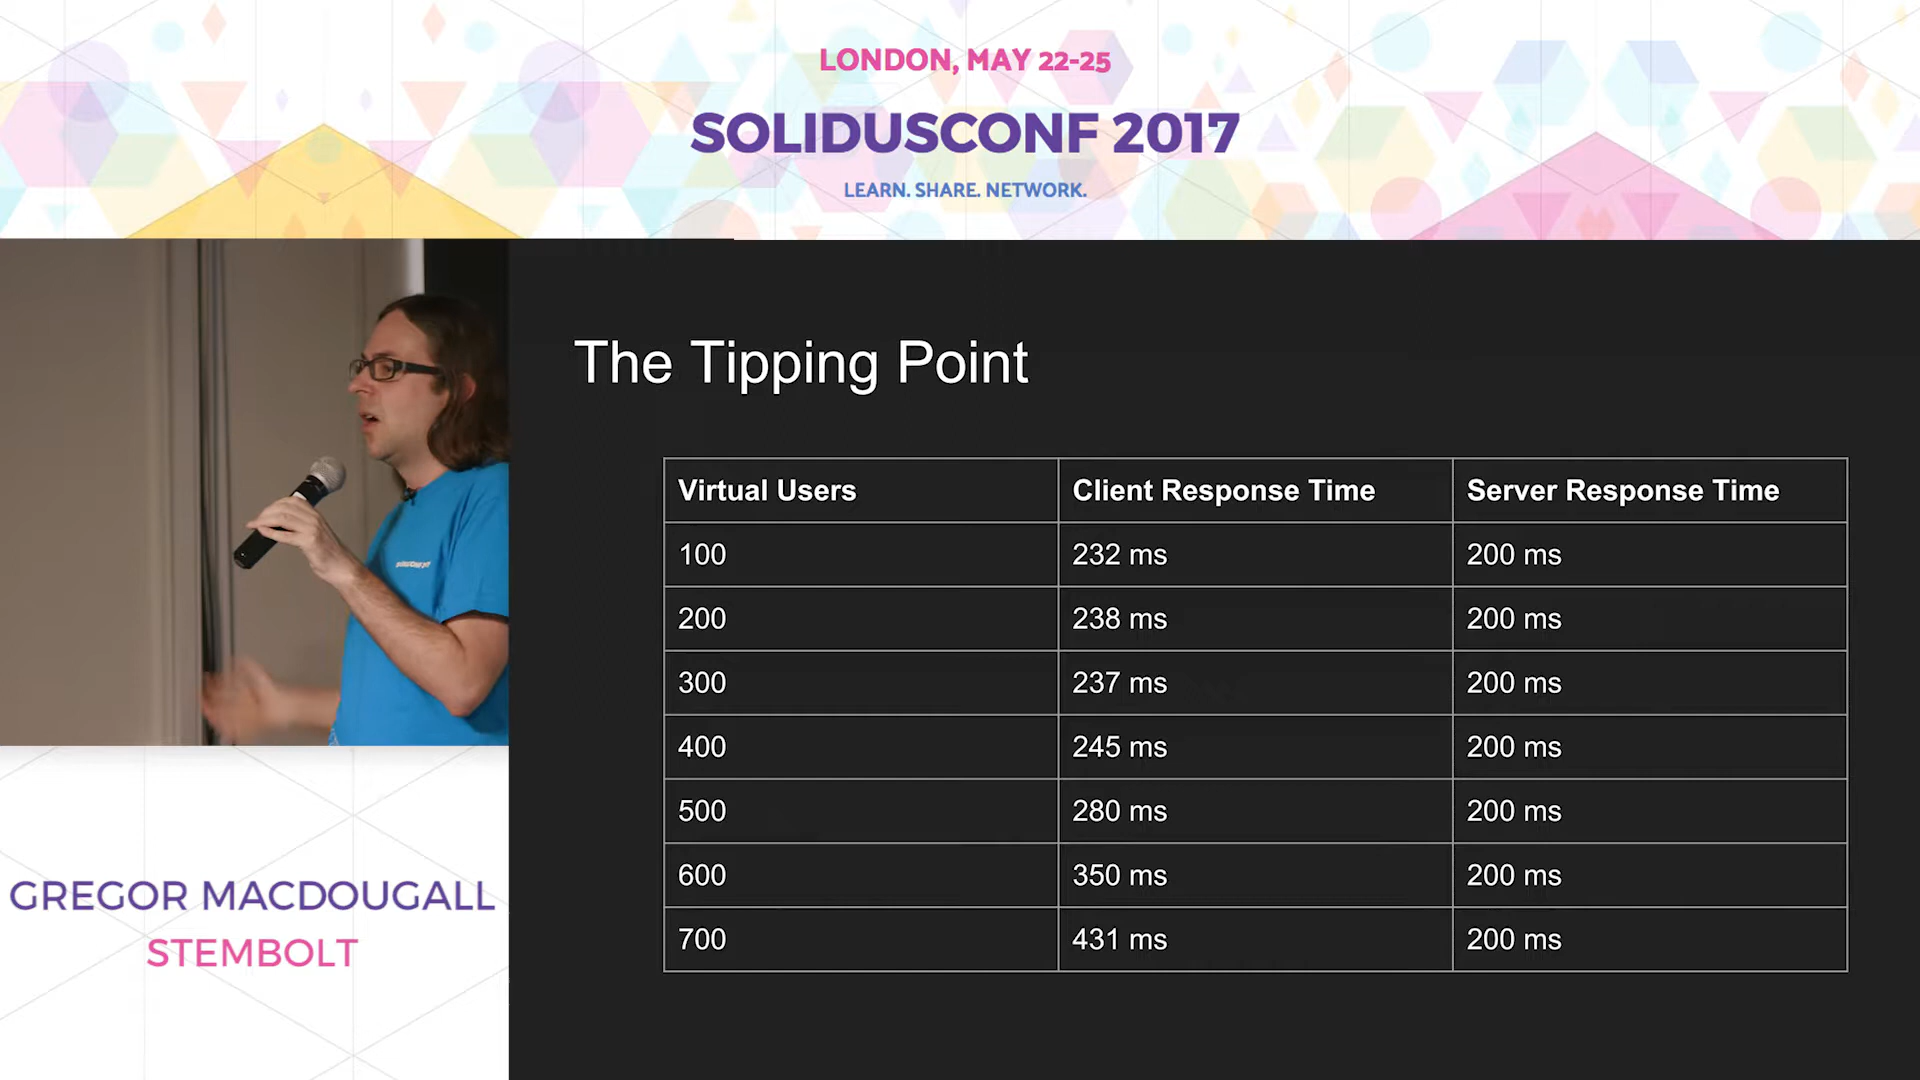 LONDON, MAY 22-25
SOLIDUSCONF 2017
LEARN. SHARE. NETWORK.
The Tipping Point
Virtual Users Client Response Time Server Response Time
100 232 ms 200 ms
200 238 ms 200 ms
300 237 ms 200 ms
400 245 ms 200 ms
500 280 ms 200 ms
600 350 ms 200 ms
700 431 ms 200 ms
GREGOR MACDOUGALL
STEMBOLT